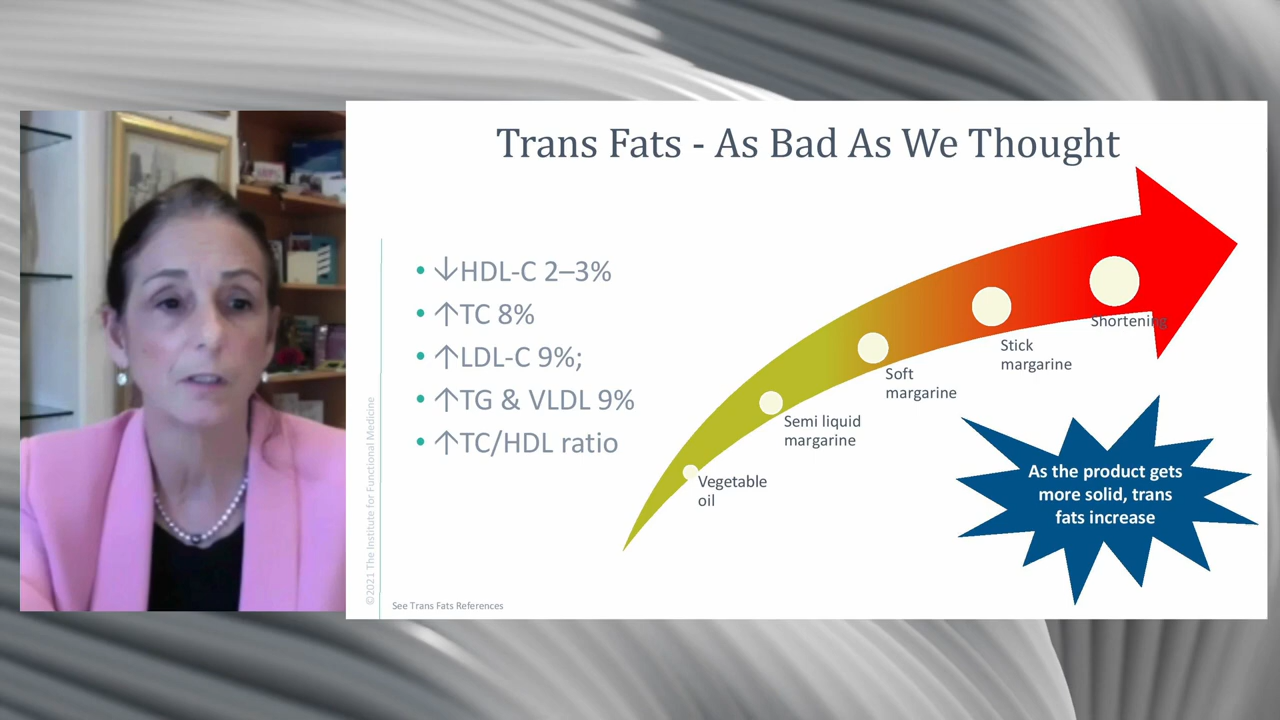 Trans Fats - As Bad As We Thought
• ↓HDL-C 2–3%
• ↑TC 8%
• ↑LDL-C 9%;
• ↑TG & VLDL 9%
• ↑TC/HDL ratio
Vegetable
oil
Semi liquid
margarine
Soft
margarine
Stick
margarine
Shortening
As the product gets
more solid, trans
fats increase
©2021 The Institute for Functional Medicine
See Trans Fats References